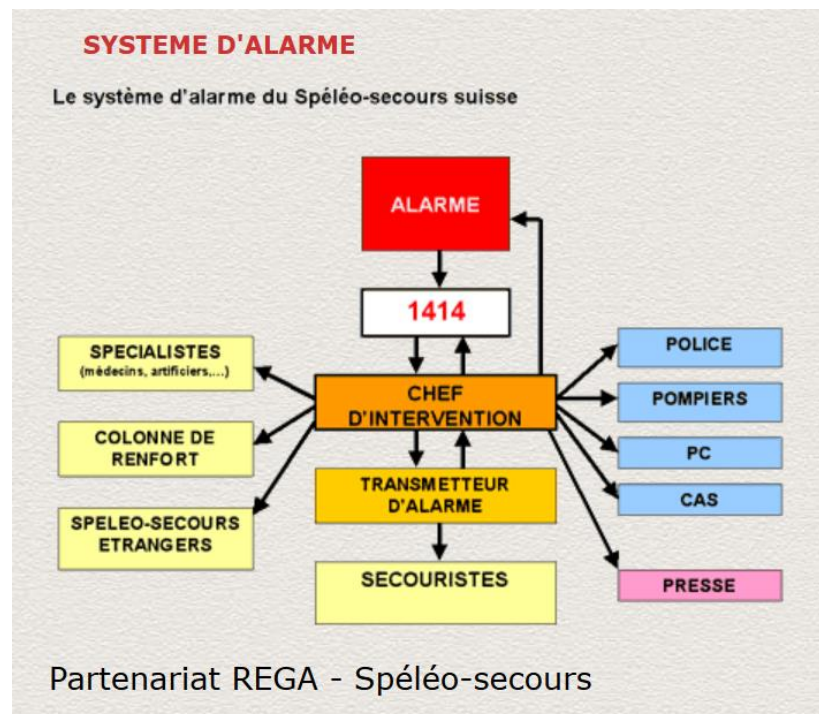 SYSTEME D'ALARME
Le système d'alarme du Spéléo-secours suisse
ALARME
1414
SPECIALISTES
(médecins, artificiers,...)
COLONNE DE
RENFORT
SPELEO-SECOURS
ETRANGERS
CHEF
D'INTERVENTION
TRANSMETTEUR
D'ALARME
SECOURISTES
POLICE
POMPIERS
PC
CAS
PRESSE
Partenariat REGA - Spéléo-secours